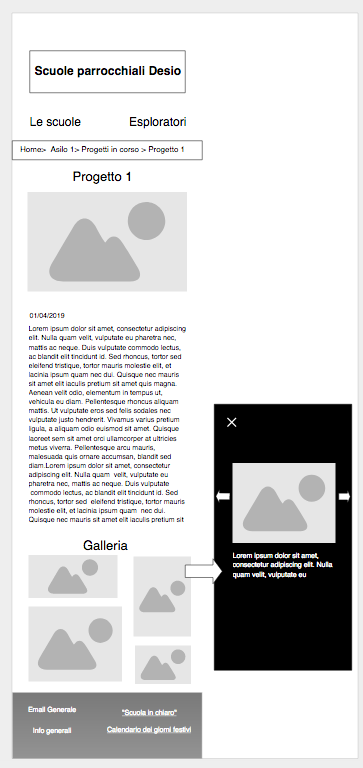 Scuole parrocchiali Desio
Le scuole
Esploratori
Home> Asilo 1> Progetti in corso > Progetto 1
Progetto 1
01/04/2019
Lorem ipsum dolor sit amet, consectetur adipiscing
elit. Nulla quam velit, vulputate eu pharetra nec,
mattis ac neque. Duis vulputate commodo lectus,
ac blandit elit tincidunt id. Sed rhoncus, tortor sed
eleifend tristique, tortor mauris molestie elit, et
lacinia ipsum quam nec dui. Quisque nec mauris
sit amet elit iaculis pretium sit amet quis magna.
Aenean velit odio, elementum in tempus ut,
vehicula eu diam. Pellentesque rhoncus aliquam
mattis. Ut vulputate eros sed felis sodales nec
vulputate justo hendrerit. Vivamus varius pretium
ligula, a aliquam odio euismod sit amet. Quisque
laoreet sem sit amet orci ullamcorper at ultricies
metus viverra. Pellentesque arcu mauris,
malesuada quis ornare accumsan, blandit sed
diam.Lorem ipsum dolor sit amet, consectetur
adipiscing elit. Nulla quam velit, vulputate eu
pharetra nec, mattis ac neque. Duis vulputate
commodo lectus, ac blandit elit tincidunt id. Sed
rhoncus, tortor sed eleifend tristique, tortor mauris
molestie elit, et lacinia ipsum quam nec dui.
Quisque nec mauris sit amet elit iaculis pretium sit
Galleria
Lorem ipsum dolor sit amet,
consectetur adipiscing elit. Nulla
quam velit, vulputate eu
Email Generale
"Scuola in chiaro"
Info generali
Calendario dei giorni festivi